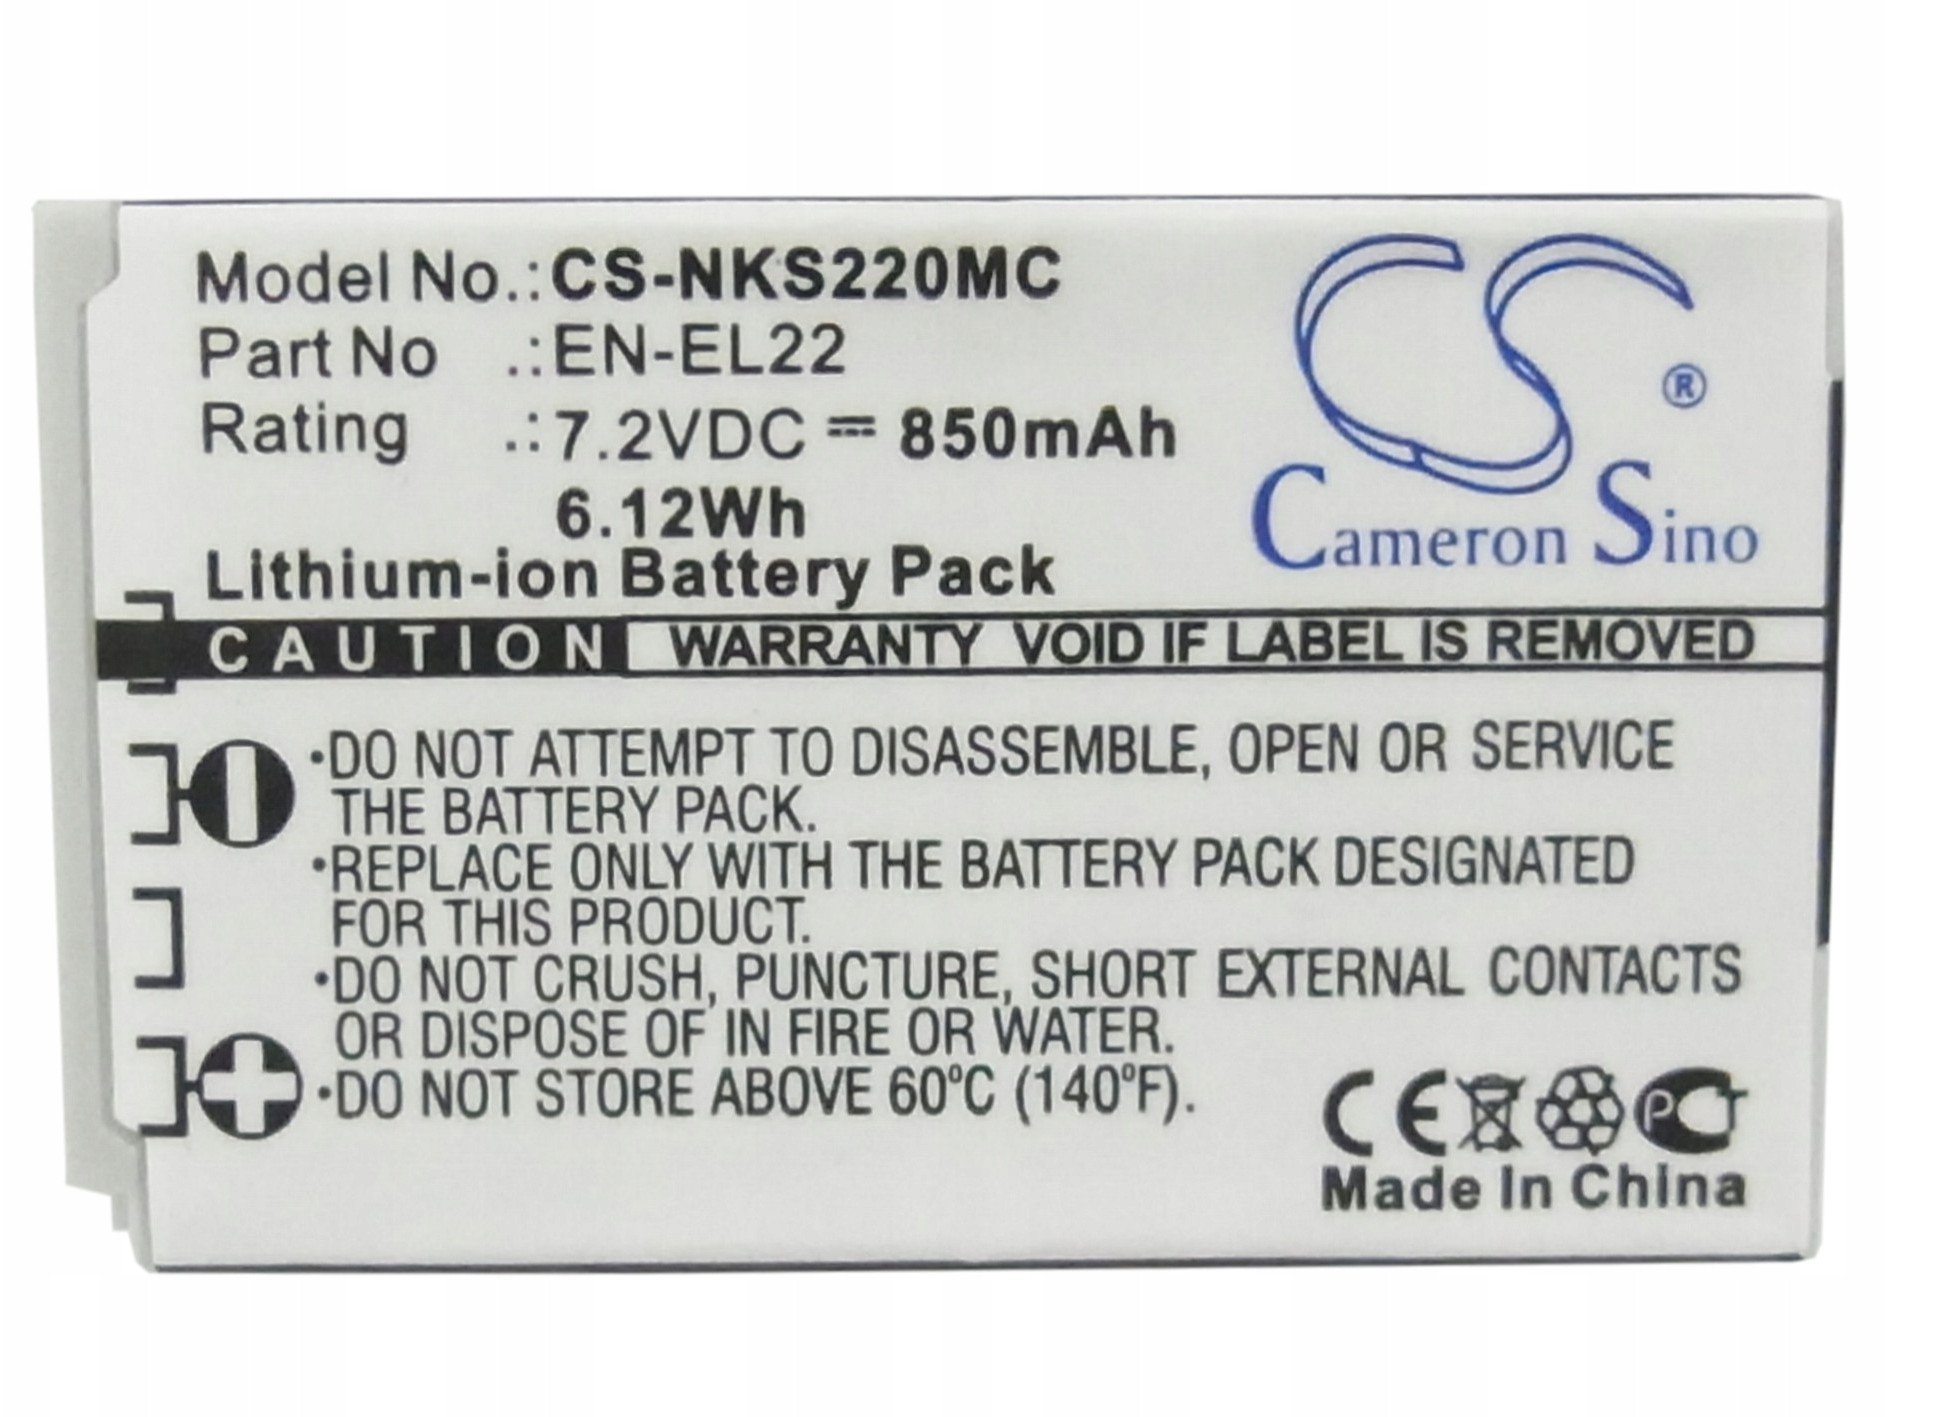 Model No.:CS-NKS220MC
Part No .:EN-EL22
Rating .:7.2VDC ⎓ 850mAh
6.12Wh
Lithium-ion Battery Pack
CS ®
Cameron Sino
CAUTION WARRANTY VOID IF LABEL IS REMOVED
•DO NOT ATTEMPT TO DISASSEMBLE, OPEN OR SERVICE
THE BATTERY PACK.
•REPLACE ONLY WITH THE BATTERY PACK DESIGNATED
FOR THIS PRODUCT.
•DO NOT CRUSH, PUNCTURE, SHORT EXTERNAL CONTACTS
OR DISPOSE OF IN FIRE OR WATER.
•DO NOT STORE ABOVE 60°C (140°F).
CE PCT
Made In China